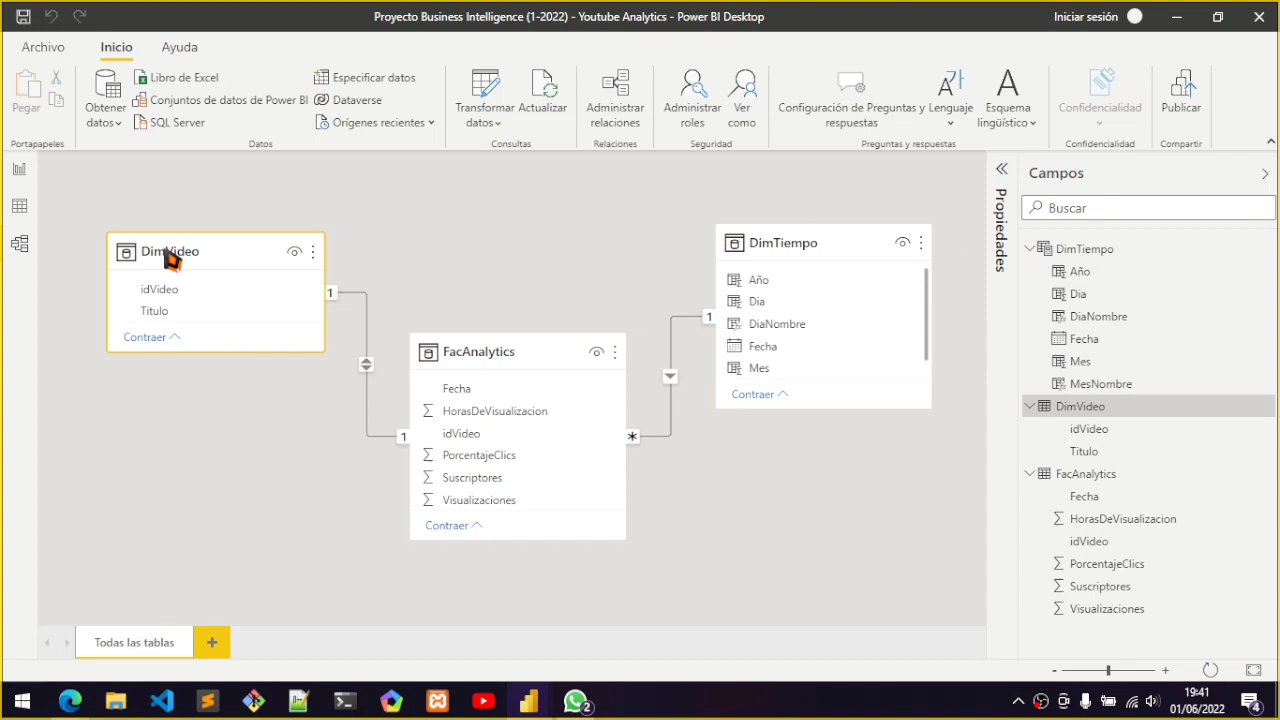 Proyecto Business Intelligence (1-2022) - Youtube Analytics - Power BI Desktop
Iniciar sesión
Archivo
Inicio
Ayuda
Pegar
Portapapeles
Obtener datos
Libro de Excel
Conjuntos de datos de Power BI
SQL Server
Especificar datos
Dataverse
Orígenes recientes
Datos
Transformar datos
Actualizar
Consultas
Administrar relaciones
Relaciones
Administrar roles
Ver como
Seguridad
Configuración de Preguntas y respuestas
Lenguaje
Esquema lingüístico
Preguntas y respuestas
Confidencialidad
Confidencialidad
Publicar
Compartir
DimVideo
idVideo
Titulo
Contraer
1
1
FacAnalytics
Fecha
HorasDeVisualizacion
idVideo
PorcentajeClics
Suscriptores
Visualizaciones
Contraer
*
1
DimTiempo
Año
Dia
DiaNombre
Fecha
Mes
Contraer
Propiedades
Campos
Buscar
DimTiempo
Año
Dia
DiaNombre
Fecha
Mes
MesNombre
DimVideo
idVideo
Titulo
FacAnalytics
Fecha
HorasDeVisualizacion
idVideo
PorcentajeClics
Suscriptores
Visualizaciones
Todas las tablas
+
- +
2
19:41
01/06/2022
4